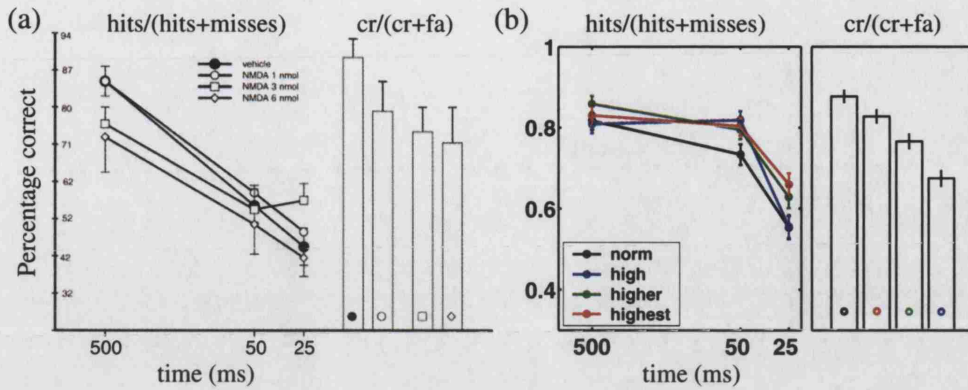 (a)
hits/(hits+misses)
cr/(cr+fa)
Percentage correct
94
87
80
71
62
52
42
32
vehicle
NMDA 1 nmol
NMDA 3 nmol
NMDA 6 nmol
500
50
25
time (ms)
(b)
hits/(hits+misses)
cr/(cr+fa)
1
0.8
0.6
0.4
norm
high
higher
highest
500
50
25
time (ms)